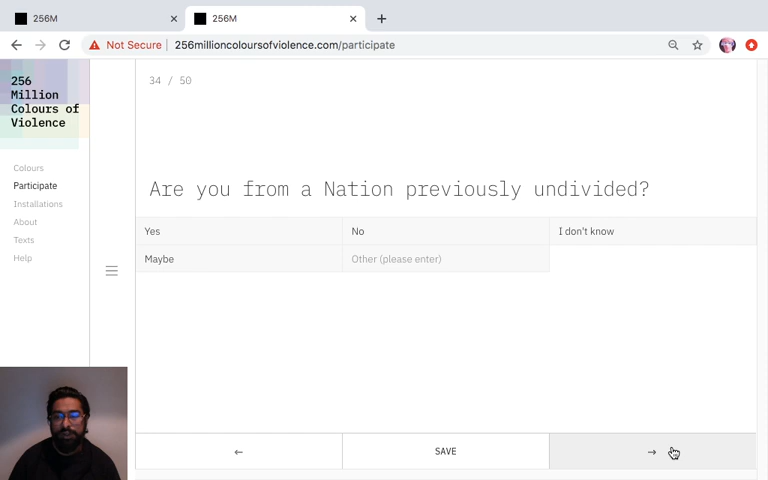 256M
256M
Not Secure
256millioncoloursofviolence.com/participate
256
Million
Colours of
Violence
Colours
Participate
Installations
About
Texts
Help
34 / 50
Are you from a Nation previously undivided?
Yes
No
I don't know
Maybe
Other (please enter)
←
SAVE
→